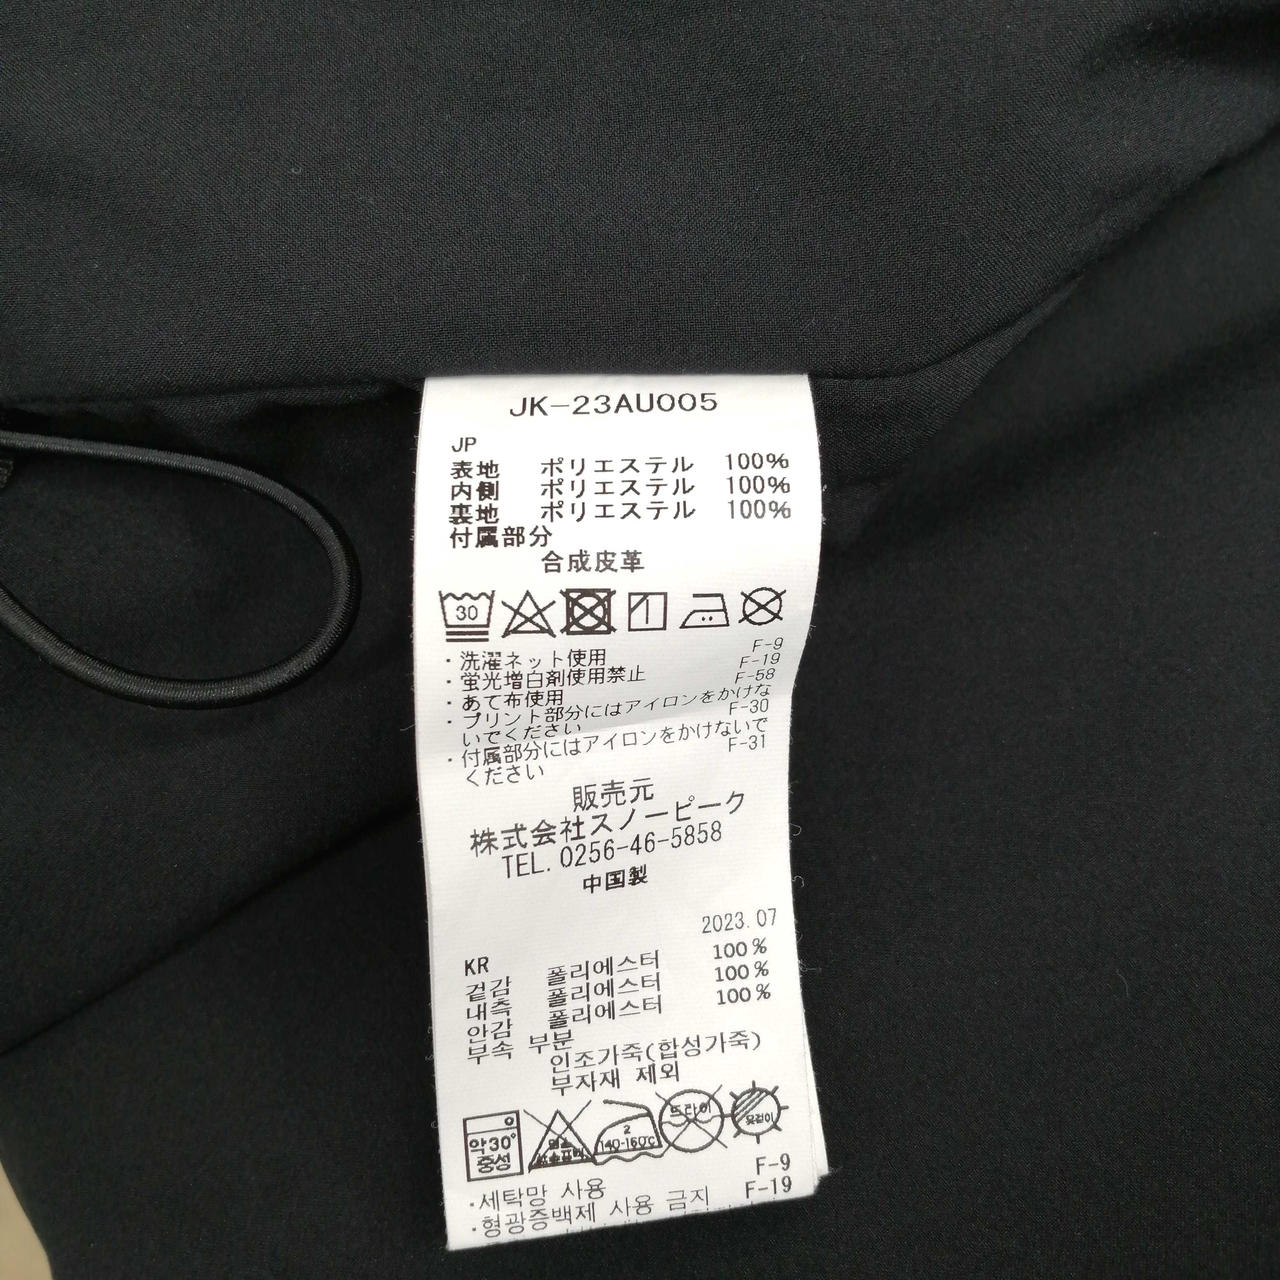 JK-23AU005
JP
表地 ポリエステル 100%
内側 ポリエステル 100%
裏地 ポリエステル 100%
付属部分
合成皮革
30
F-9
・洗濯ネット使用
F-19
・蛍光増白剤使用禁止
F-58
・あて布使用
・プリント部分にはアイロンをかけな
いでください
F-30
・付属部分にはアイロンをかけないで
ください
F-31
販売元
株式会社スノーピーク
TEL. 0256-46-5858
中国製
2023.07
KR
겉감 폴리에스터 100%
내측 폴리에스터 100%
안감 폴리에스터 100%
부속 부분
인조가죽(합성가죽)
부자재 제외
약30°
중성
2
140-160℃
드라이
옷걸이
F-9
・세탁망 사용
F-19
・형광증백제 사용 금지